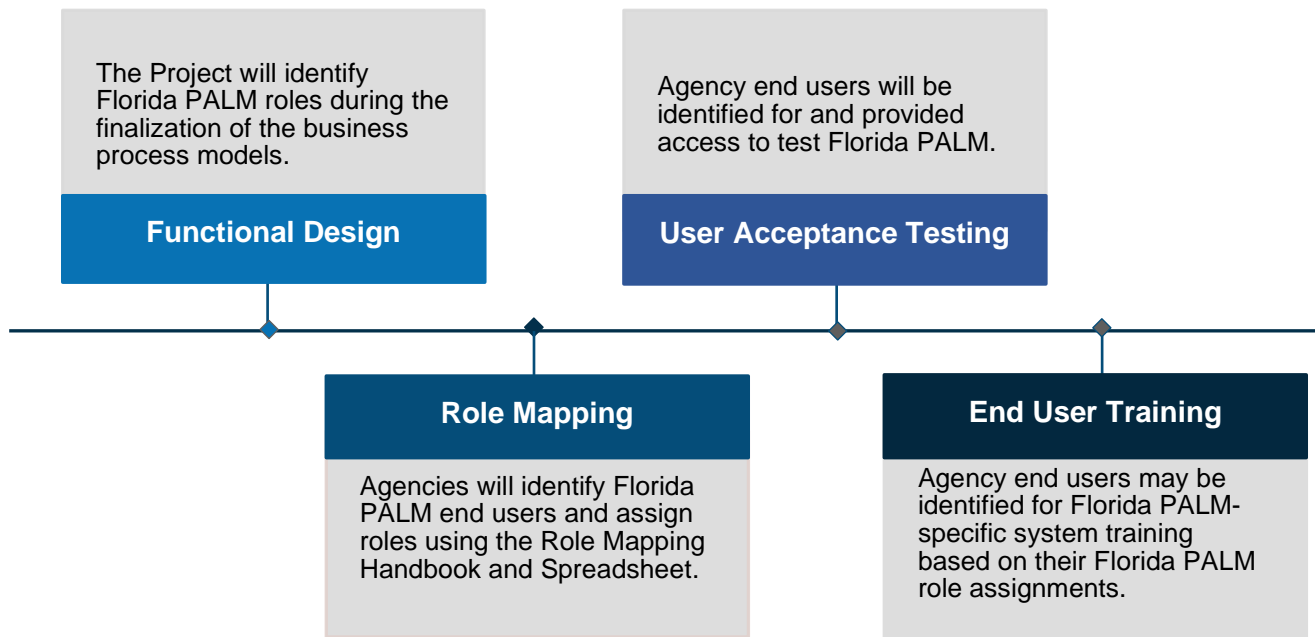 The Project will identify
Florida PALM roles during the
finalization of the business
process models.
Functional Design
Agency end users will be
identified for and provided
access to test Florida PALM.
User Acceptance Testing
Role Mapping
Agencies will identify Florida
PALM end users and assign
roles using the Role Mapping
Handbook and Spreadsheet.
End User Training
Agency end users may be
identified for Florida PALM-
specific system training
based on their Florida PALM
role assignments.